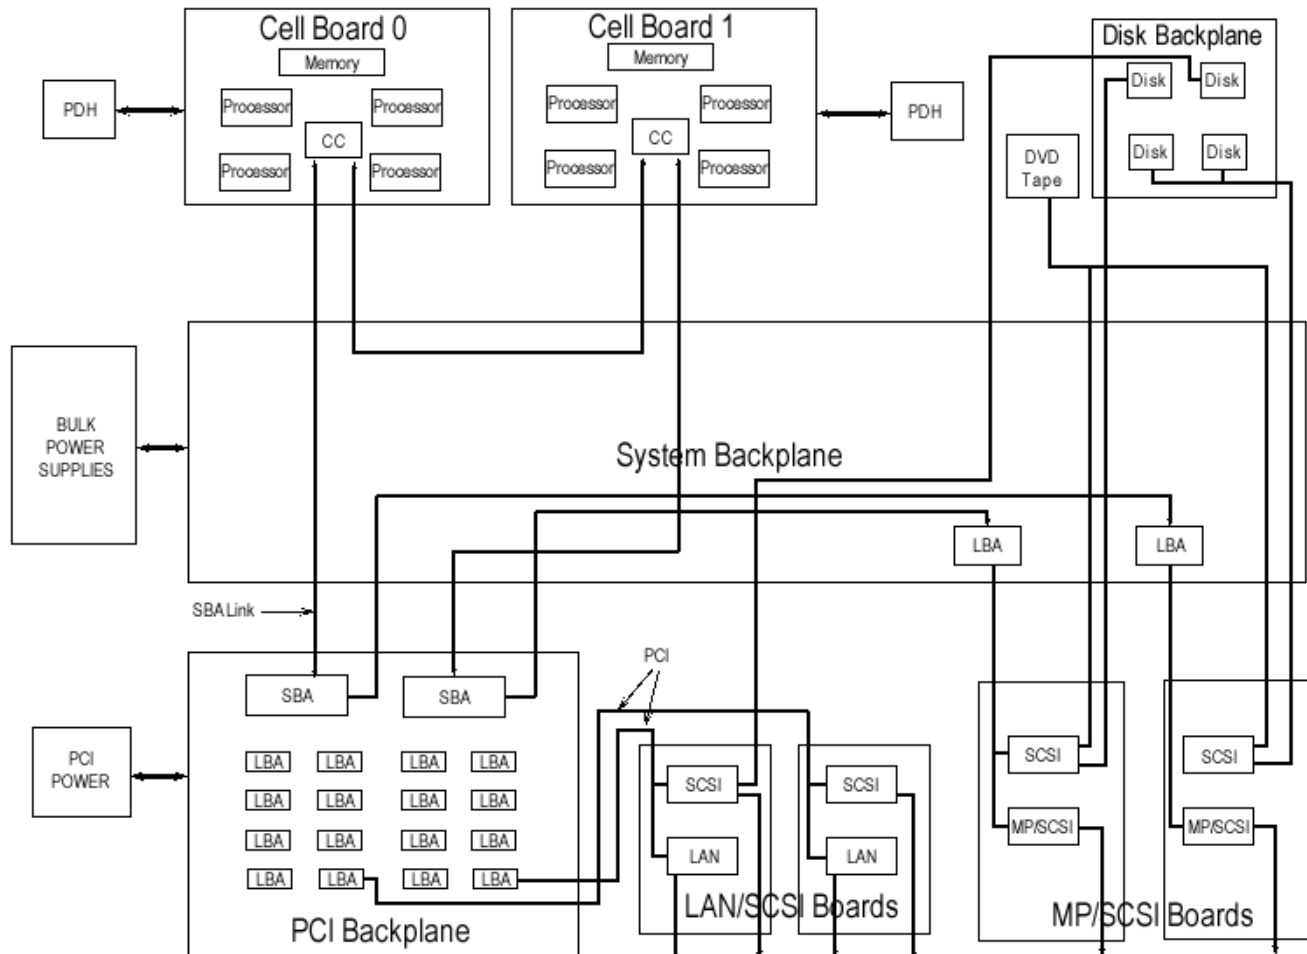 Cell Board 0
Memory
Processor
Processor
CC
Processor
Processor
PDH
Cell Board 1
Memory
Processor
Processor
CC
Processor
Processor
PDH
Disk Backplane
Disk
Disk
Disk
Disk
DVD
Tape
BULK
POWER
SUPPLIES
System Backplane
LBA
LBA
SBA Link
PCI
SBA
SBA
PCI
POWER
LBA LBA LBA LBA
LBA LBA LBA LBA
LBA LBA LBA LBA
LBA LBA LBA LBA
PCI Backplane
SCSI
LAN
SCSI
LAN
LAN/SCSI Boards
SCSI
MP/SCSI
SCSI
MP/SCSI
MP/SCSI Boards